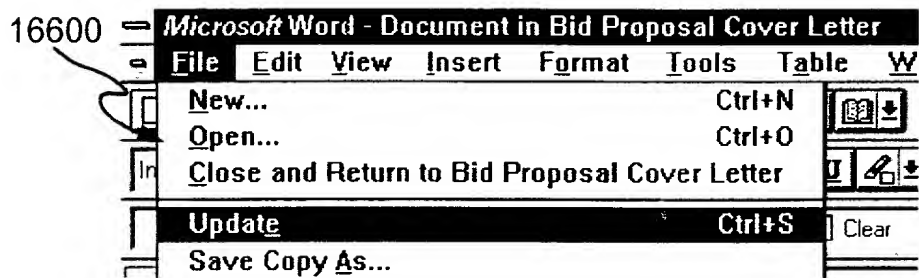 16600
Microsoft Word - Document in Bid Proposal Cover Letter
File Edit View Insert Format Tools Table W
New... Ctrl+N
Open... Ctrl+O
In Close and Return to Bid Proposal Cover Letter U
Update Ctrl+S Clear
Save Copy As...